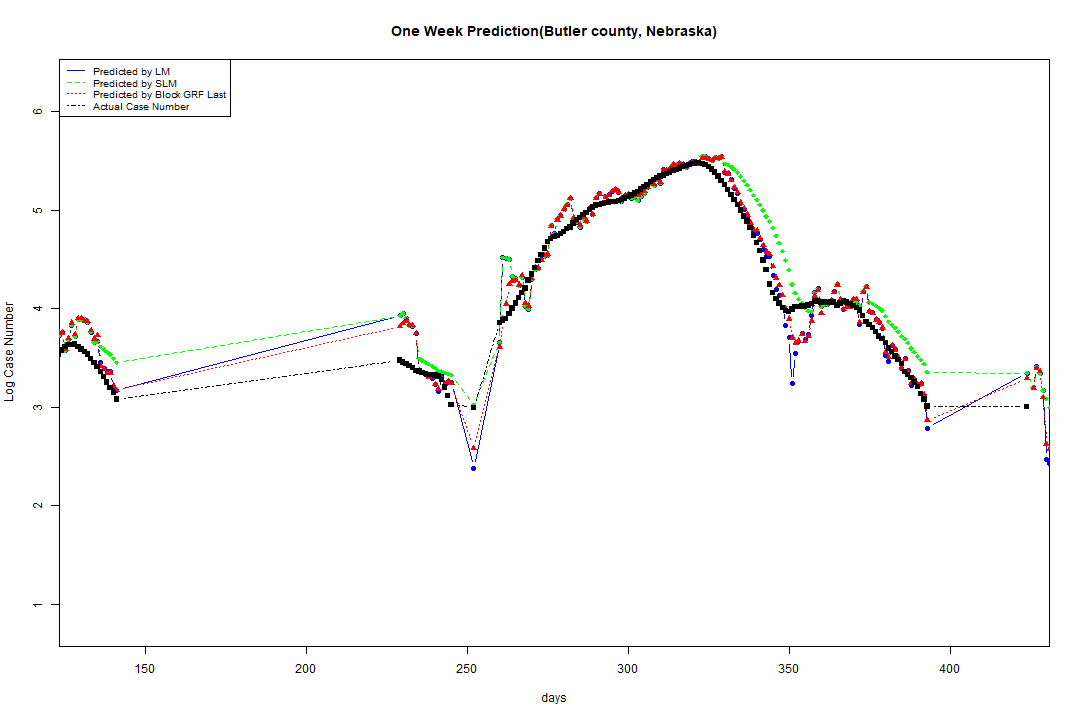 One Week Prediction(Butler county, Nebraska)
Predicted by LM
Predicted by SLM
Predicted by Block GRF Last
Actual Case Number
Log Case Number
6
5
4
3
2
1
150 200 250 300 350 400
days